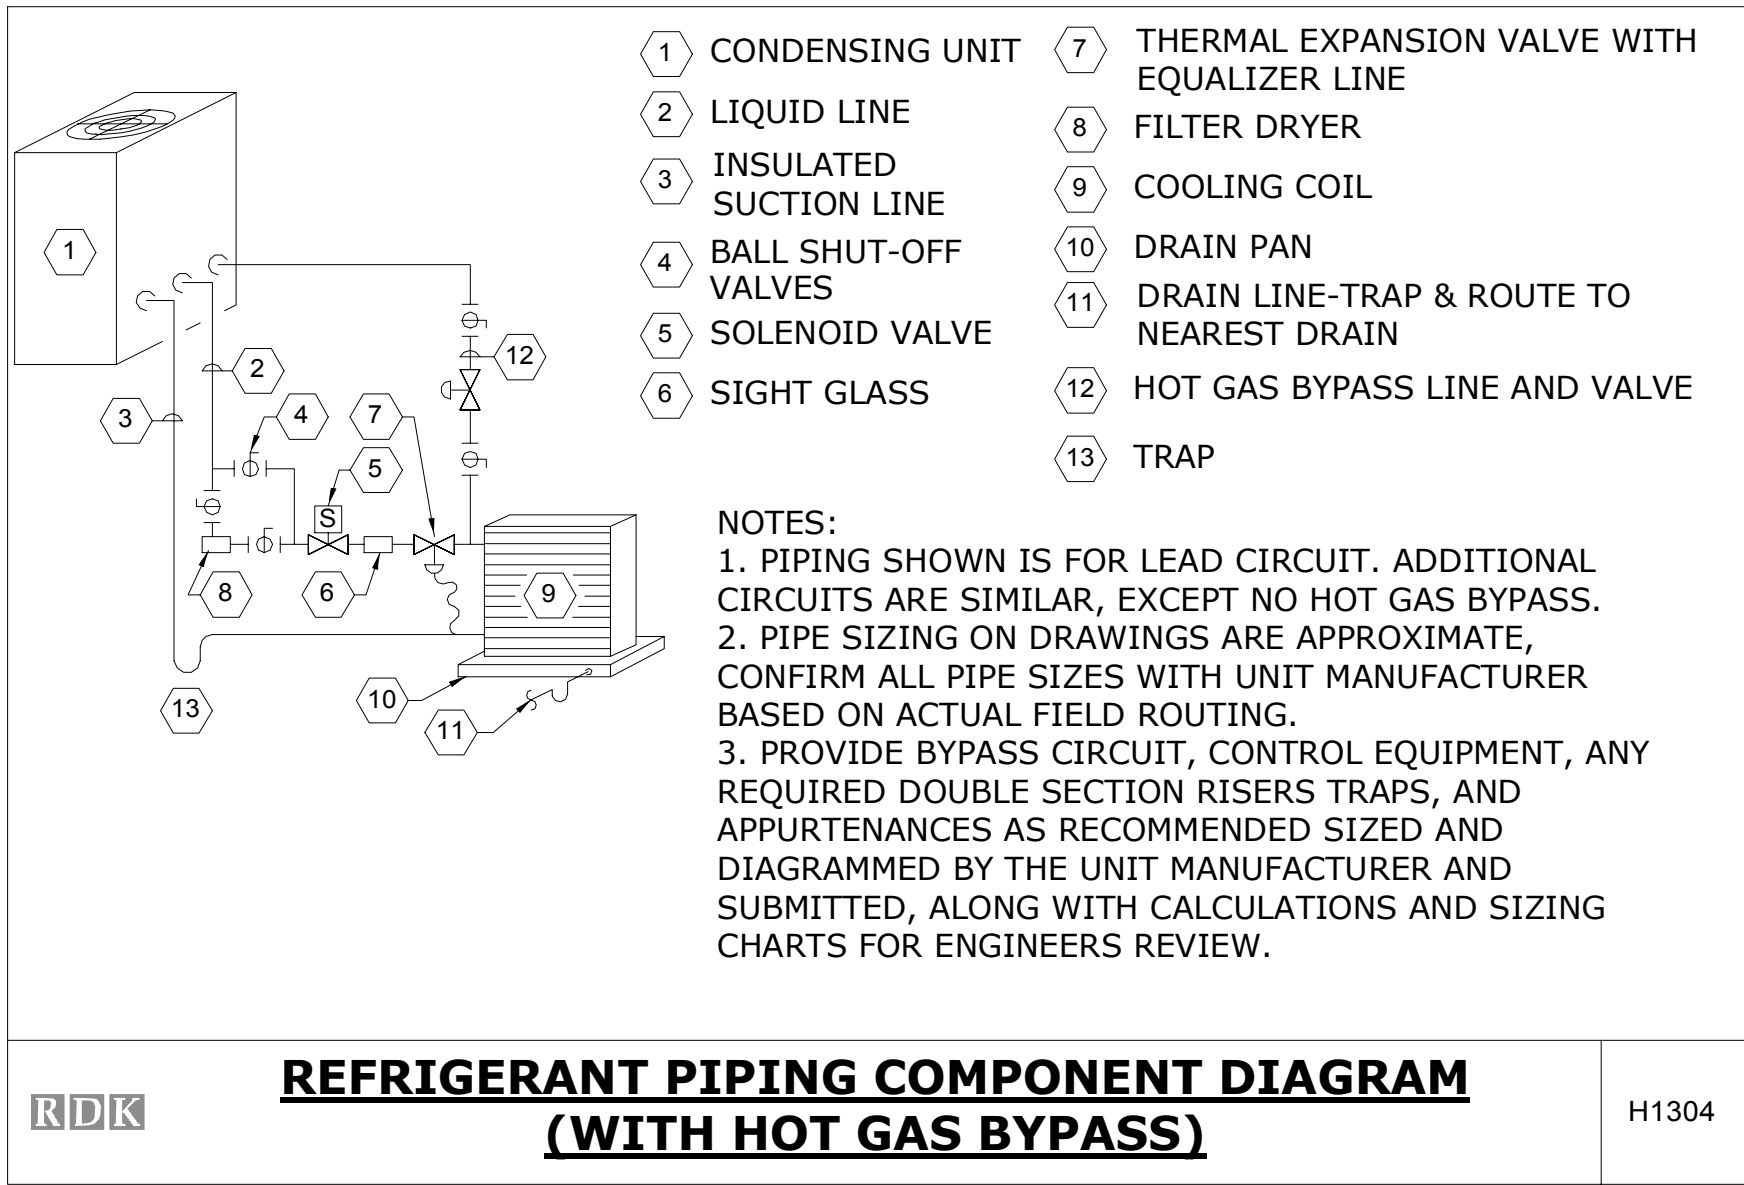 1 CONDENSING UNIT
2 LIQUID LINE
3 INSULATED
SUCTION LINE
4 BALL SHUT-OFF
VALVES
5 SOLENOID VALVE
6 SIGHT GLASS
7 THERMAL EXPANSION VALVE WITH
EQUALIZER LINE
8 FILTER DRYER
9 COOLING COIL
10 DRAIN PAN
11 DRAIN LINE-TRAP & ROUTE TO
NEAREST DRAIN
12 HOT GAS BYPASS LINE AND VALVE
13 TRAP
1
12
2
3
4
7
5
S
8
6
9
10
13
11
NOTES:
1. PIPING SHOWN IS FOR LEAD CIRCUIT. ADDITIONAL
CIRCUITS ARE SIMILAR, EXCEPT NO HOT GAS BYPASS.
2. PIPE SIZING ON DRAWINGS ARE APPROXIMATE,
CONFIRM ALL PIPE SIZES WITH UNIT MANUFACTURER
BASED ON ACTUAL FIELD ROUTING.
3. PROVIDE BYPASS CIRCUIT, CONTROL EQUIPMENT, ANY
REQUIRED DOUBLE SECTION RISERS TRAPS, AND
APPURTENANCES AS RECOMMENDED SIZED AND
DIAGRAMMED BY THE UNIT MANUFACTURER AND
SUBMITTED, ALONG WITH CALCULATIONS AND SIZING
CHARTS FOR ENGINEERS REVIEW.
RDK
REFRIGERANT PIPING COMPONENT DIAGRAM
(WITH HOT GAS BYPASS)
H1304